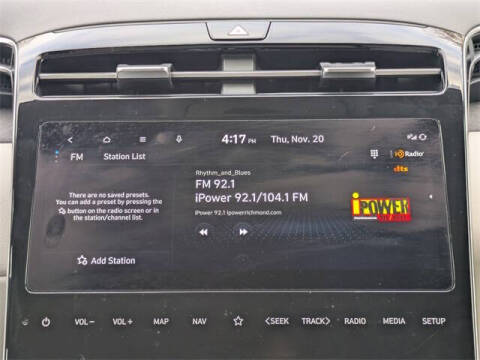 4:17 PM Thu, Nov. 20
FM Station List
HD Radio
dts
Rhythm_and_Blues
FM 92.1
iPower 92.1/104.1 FM
iPower 92.1 ipowerrichmond.com
There are no saved presets.
You can add a preset by pressing the
button on the radio screen or in
the station/channel list.
Add Station
iPOWER
VOL− VOL+ MAP NAV SEEK TRACK RADIO MEDIA SETUP